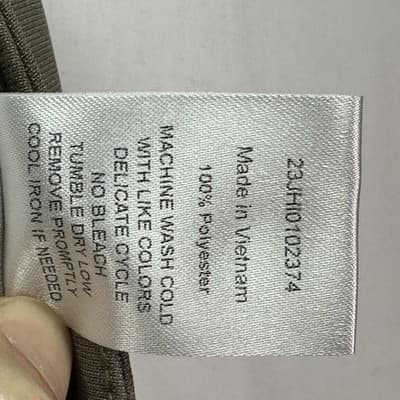 23JHI0102374
Made in Vietnam
100% Polyester
MACHINE WASH COLD
WITH LIKE COLORS
DELICATE CYCLE
NO BLEACH
TUMBLE DRY LOW
REMOVE PROMPTLY
COOL IRON IF NEEDED